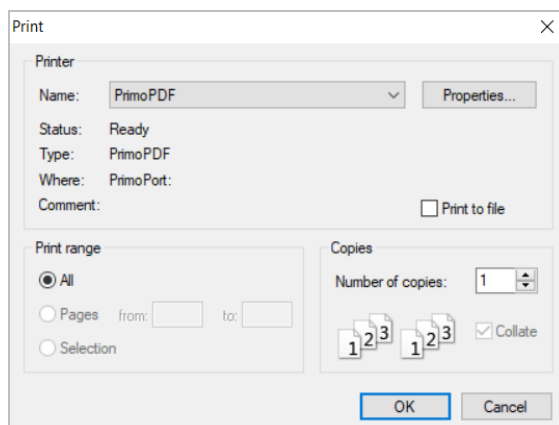 Print
Printer
Name: PrimoPDF Properties...
Status: Ready
Type: PrimoPDF
Where: PrimoPort:
Comment: Print to file
Print range
All
Pages from: to:
Selection
Copies
Number of copies: 1
1 2 3 1 2 3 Collate
OK Cancel